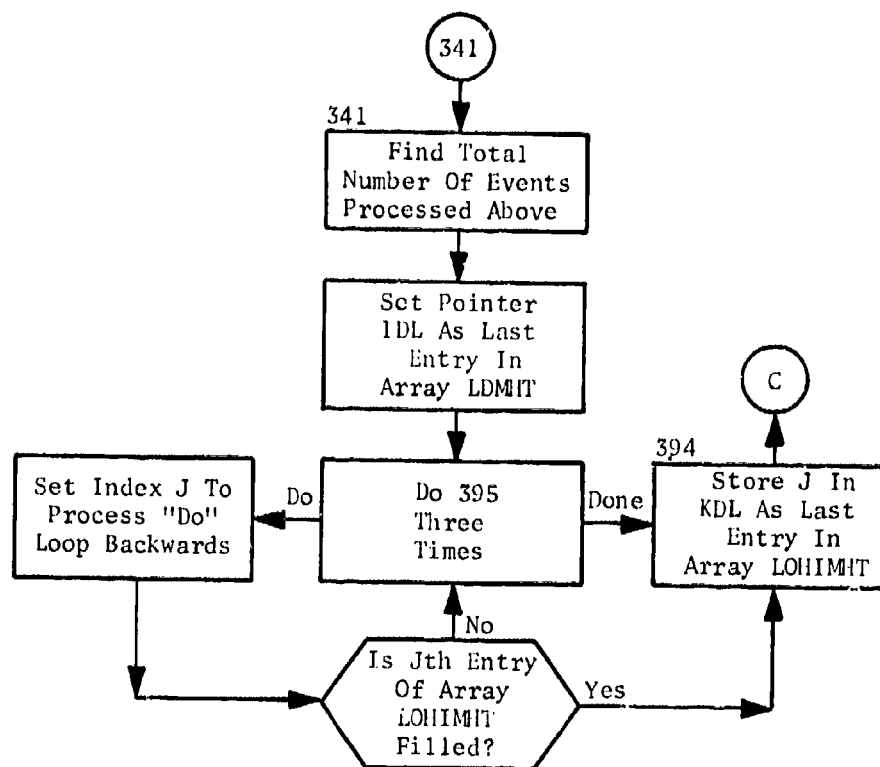 341
341
Find Total
Number Of Events
Processed Above
Set Pointer
IDL As Last
Entry In
Array LDMHT
C
394
Store J In
KDL As Last
Entry In
Array LOHIMHT
Set Index J To
Process "Do"
Loop Backwards
Do
Do 395
Three
Times
Done
No
Is Jth Entry
Of Array
LOHIMHT
Filled?
Yes